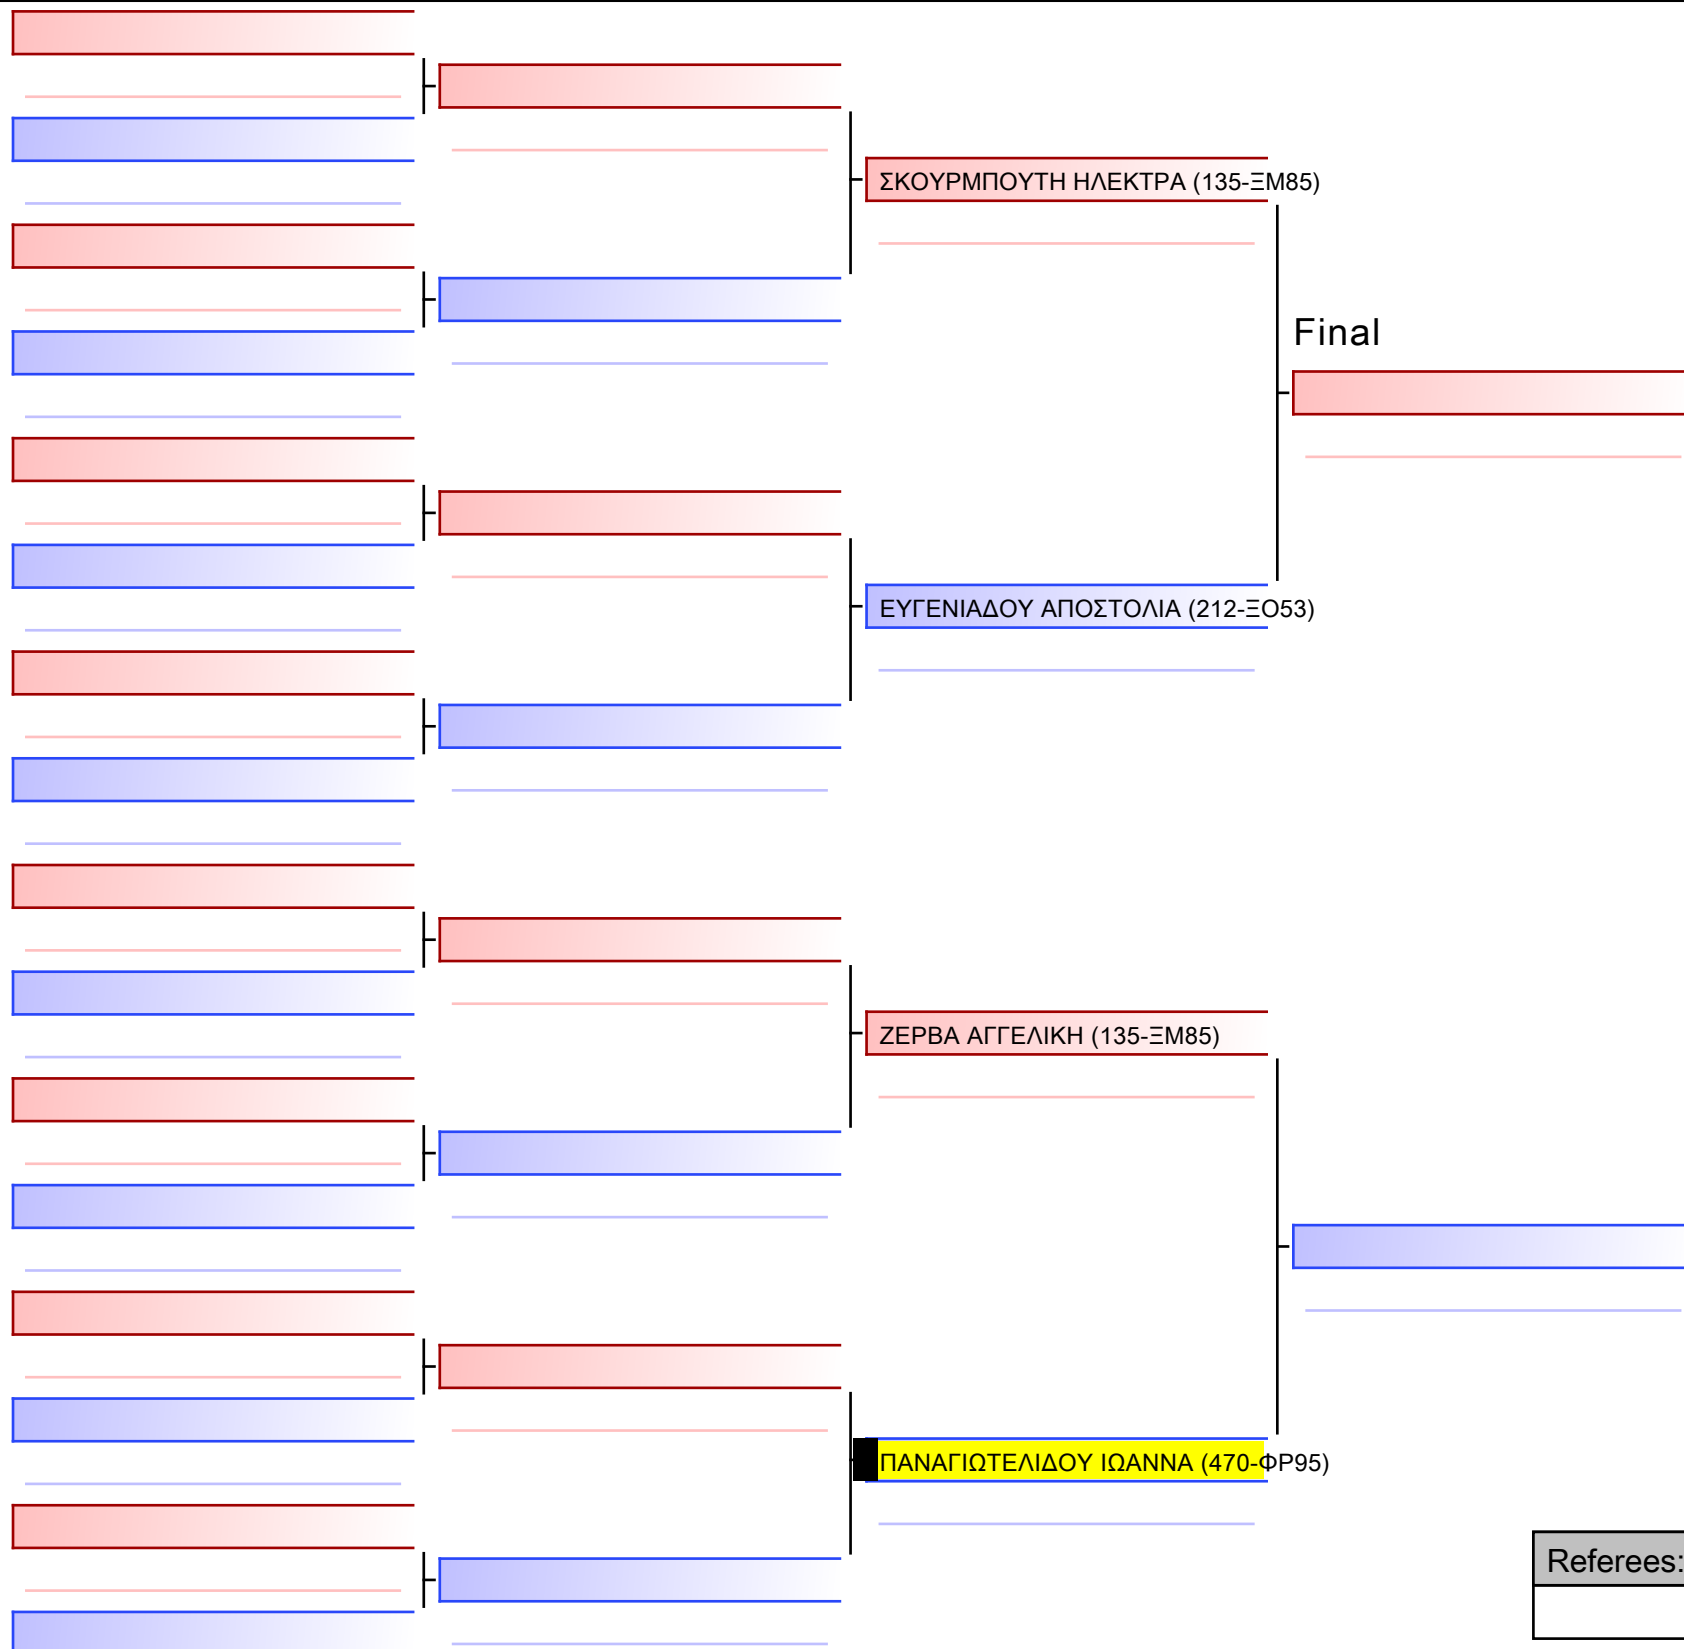 ΣΚΟΥΡΜΠΟΥΤΗ ΗΛΕΚΤΡΑ (135-ΞΜ85)
Final
ΕΥΓΕΝΙΑΔΟΥ ΑΠΟΣΤΟΛΙΑ (212-ΞΟ53)
ΖΕΡΒΑ ΑΓΓΕΛΙΚΗ (135-ΞΜ85)
ΠΑΝΑΓΙΩΤΕΛΙΔΟΥ ΙΩΑΝΝΑ (470-ΦΡ95)
Referees: